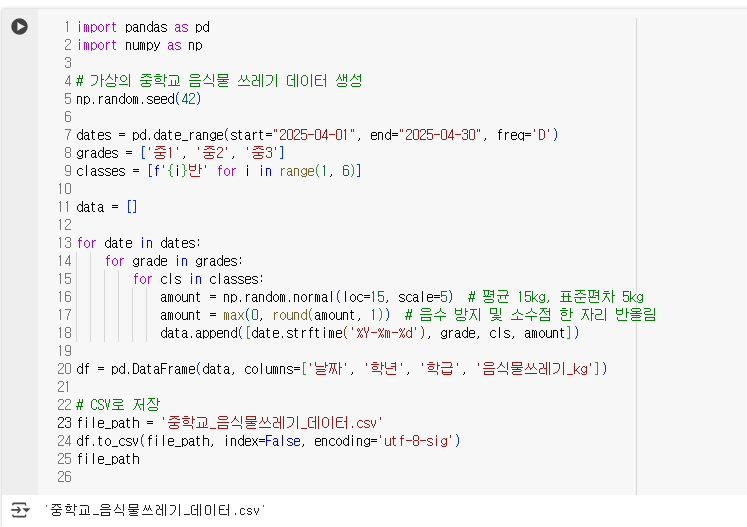 1 import pandas as pd
2 import numpy as np
3
4 # 가상의 중학교 음식물 쓰레기 데이터 생성
5 np.random.seed(42)
6
7 dates = pd.date_range(start="2025-04-01", end="2025-04-30", freq='D')
8 grades = ['중1', '중2', '중3']
9 classes = [f'{i}반' for i in range(1, 6)]
10
11 data = []
12
13 for date in dates:
14     for grade in grades:
15         for cls in classes:
16             amount = np.random.normal(loc=15, scale=5)  # 평균 15kg, 표준편차 5kg
17             amount = max(0, round(amount, 1))  # 음수 방지 및 소수점 한 자리 반올림
18             data.append([date.strftime('%Y-%m-%d'), grade, cls, amount])
19
20 df = pd.DataFrame(data, columns=['날짜', '학년', '학급', '음식물쓰레기_kg'])
21
22 # CSV로 저장
23 file_path = '중학교_음식물쓰레기_데이터.csv'
24 df.to_csv(file_path, index=False, encoding='utf-8-sig')
25 file_path
26
'중학교_음식물쓰레기_데이터.csv'